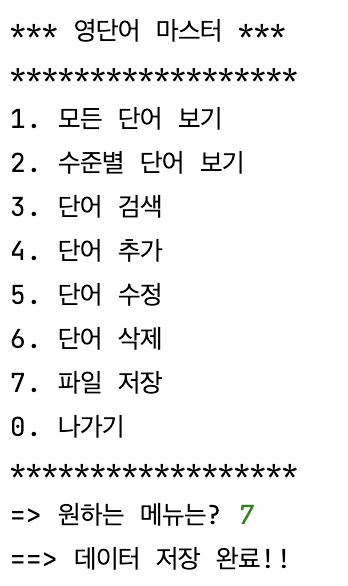 *** 영단어 마스터 ***
******************
1. 모든 단어 보기
2. 수준별 단어 보기
3. 단어 검색
4. 단어 추가
5. 단어 수정
6. 단어 삭제
7. 파일 저장
0. 나가기
******************
=> 원하는 메뉴는? 7
==> 데이터 저장 완료!!